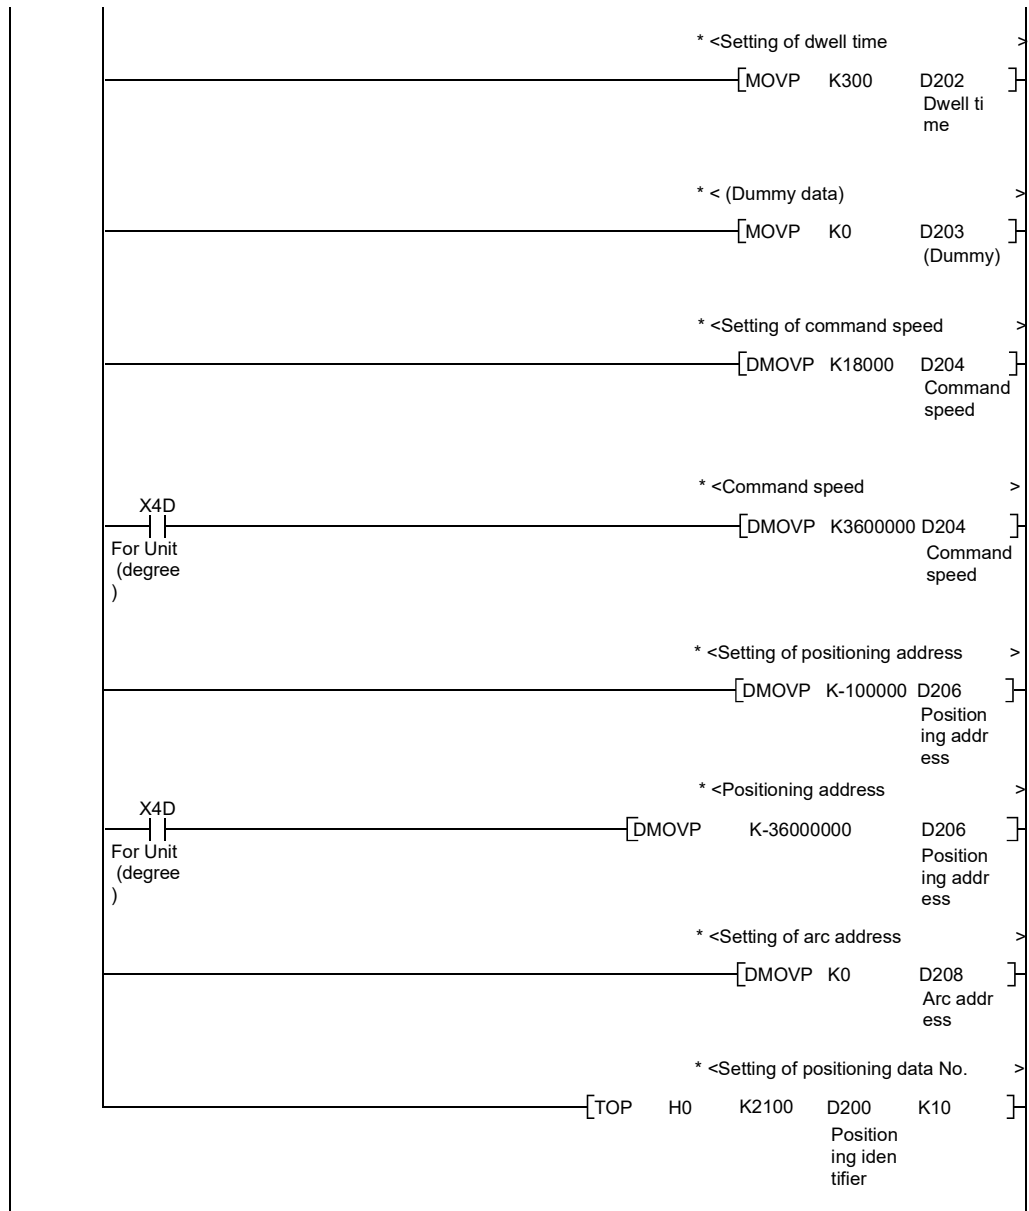 * <Setting of dwell time >
MOVP K300 D202
Dwell ti
me
* < (Dummy data) >
MOVP K0 D203
(Dummy)
* <Setting of command speed >
DMOVP K18000 D204
Command
speed
* <Command speed >
X4D
DMOVP K3600000 D204
For Unit
(degree
)
Command
speed
* <Setting of positioning address >
DMOVP K-100000 D206
Position
ing addr
ess
* <Positioning address >
X4D
DMOVP K-36000000 D206
For Unit
(degree
)
Position
ing addr
ess
* <Setting of arc address >
DMOVP K0 D208
Arc addr
ess
* <Setting of positioning data No. >
TOP H0 K2100 D200 K10
Position
ing iden
tifier